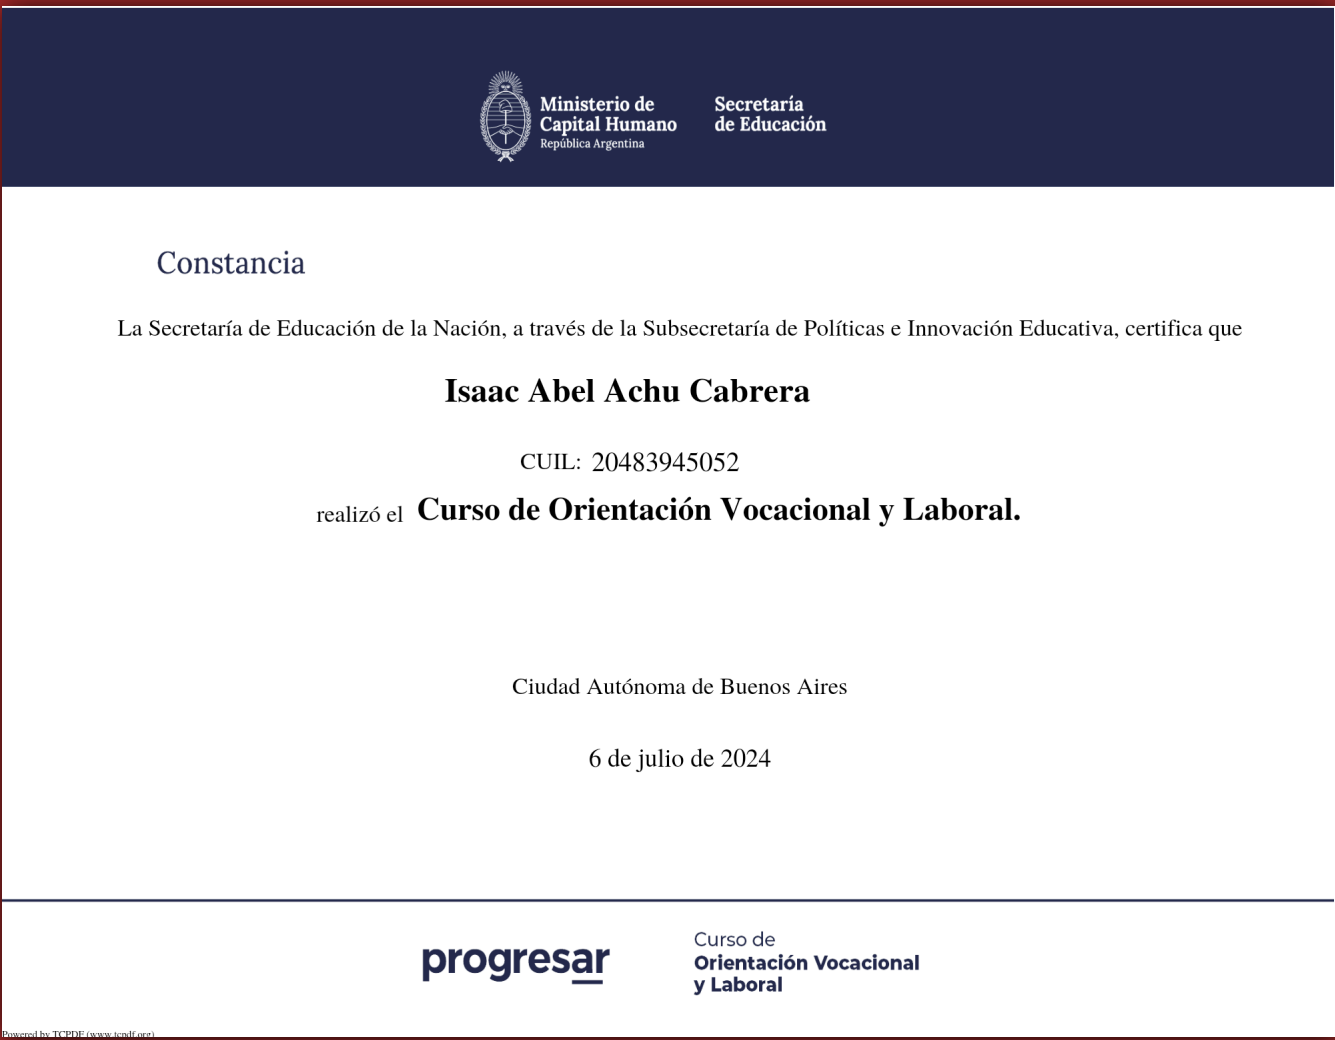 Ministerio de
Capital Humano
República Argentina
Secretaría
de Educación
Constancia
La Secretaría de Educación de la Nación, a través de la Subsecretaría de Políticas e Innovación Educativa, certifica que
Isaac Abel Achu Cabrera
CUIL: 20483945052
realizó el Curso de Orientación Vocacional y Laboral.
Ciudad Autónoma de Buenos Aires
6 de julio de 2024
progresar
Curso de
Orientación Vocacional
y Laboral
Powered by TCPDF (www.tcpdf.org)